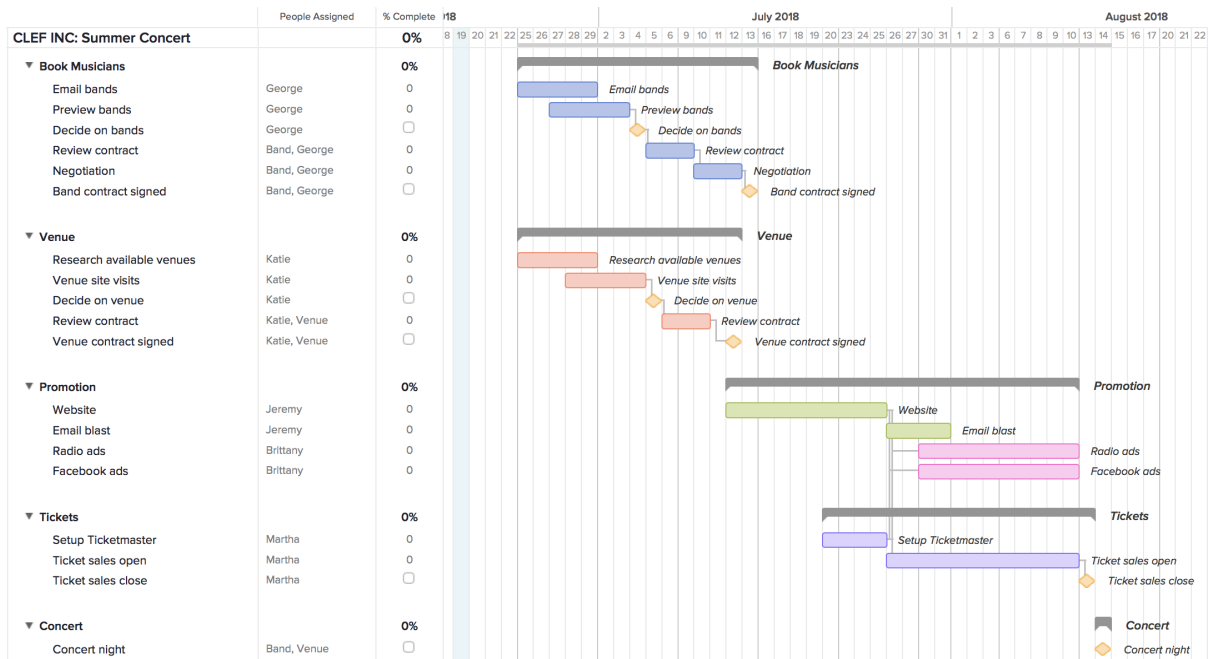 People Assigned % Complete '18 July 2018 August 2018
CLEF INC: Summer Concert 0% 8 19 20 21 22 25 26 27 28 29 2 3 4 5 6 9 10 11 12 13 16 17 18 19 20 23 24 25 26 27 30 31 1 2 3 6 7 8 9 10 13 14 15 16 17 20 21 22
Book Musicians 0% Book Musicians
Email bands George 0 Email bands
Preview bands George 0 Preview bands
Decide on bands George Decide on bands
Review contract Band, George 0 Review contract
Negotiation Band, George 0 Negotiation
Band contract signed Band, George Band contract signed
Venue 0% Venue
Research available venues Katie 0 Research available venues
Venue site visits Katie 0 Venue site visits
Decide on venue Katie Decide on venue
Review contract Katie, Venue 0 Review contract
Venue contract signed Katie, Venue Venue contract signed
Promotion 0% Promotion
Website Jeremy 0 Website
Email blast Jeremy 0 Email blast
Radio ads Brittany 0 Radio ads
Facebook ads Brittany 0 Facebook ads
Tickets 0% Tickets
Setup Ticketmaster Martha 0 Setup Ticketmaster
Ticket sales open Martha 0 Ticket sales open
Ticket sales close Martha Ticket sales close
Concert 0% Concert
Concert night Band, Venue Concert night